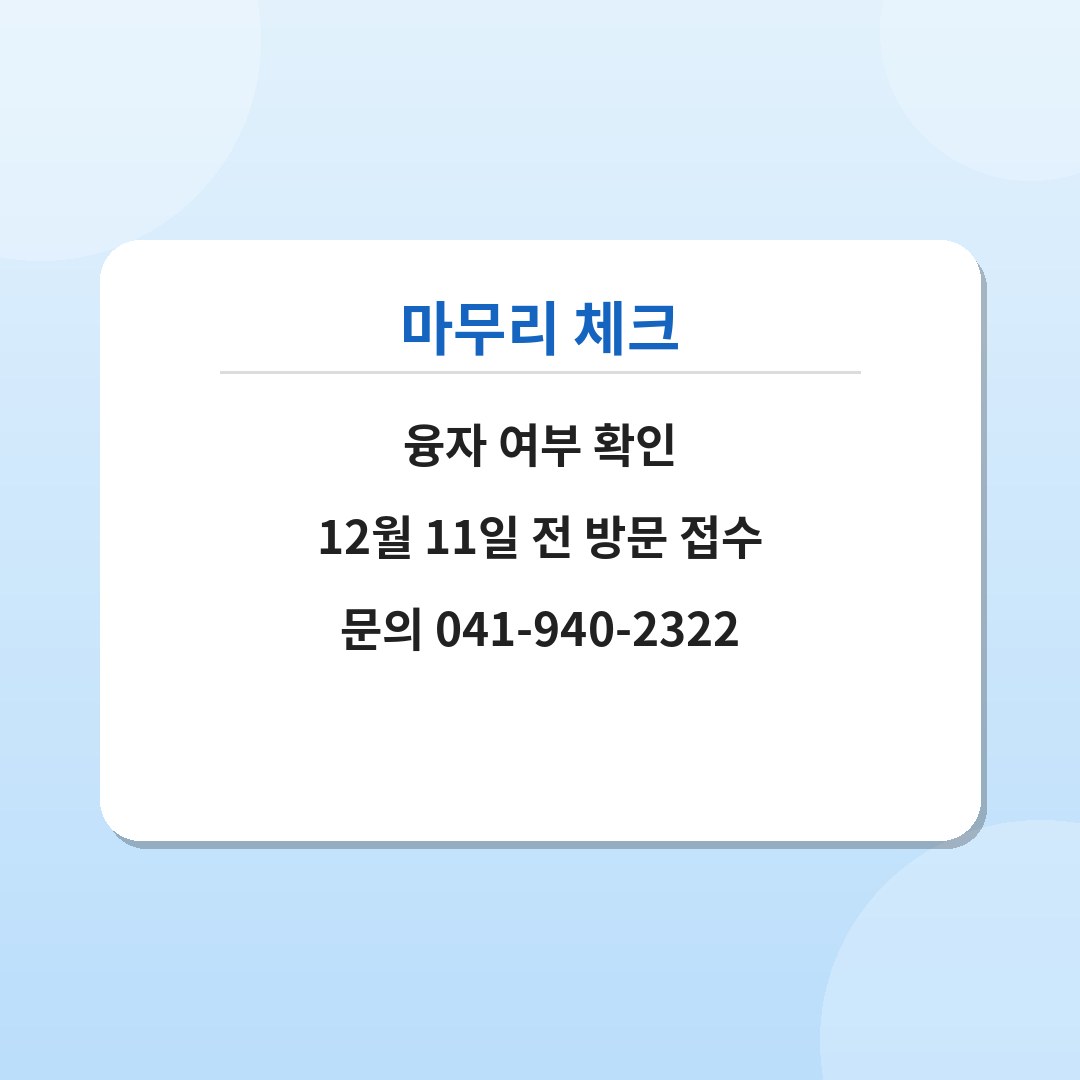 마무리 체크
융자 여부 확인
12월 11일 전 방문 접수
문의 041-940-2322